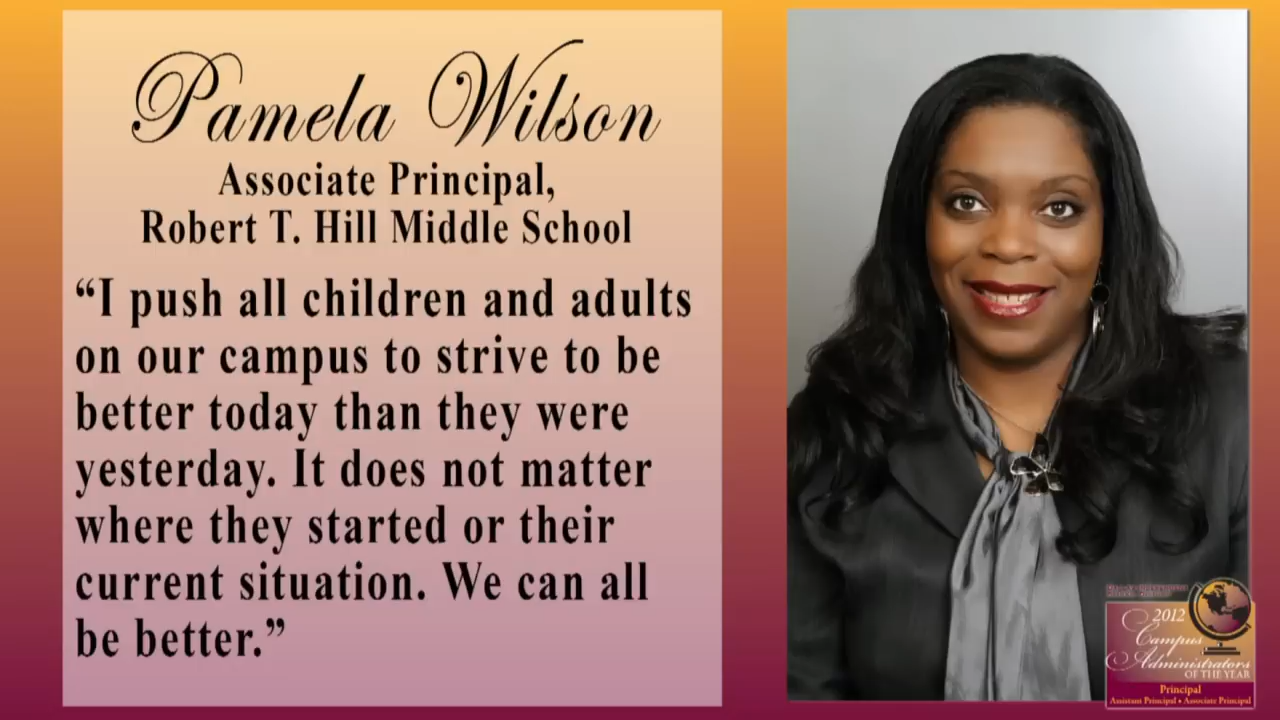 Pamela Wilson
Associate Principal,
Robert T. Hill Middle School
“I push all children and adults
on our campus to strive to be
better today than they were
yesterday. It does not matter
where they started or their
current situation. We can all
be better.”
2012
Campus
Administrators
OF THE YEAR
Principal
Assistant Principal • Associate Principal